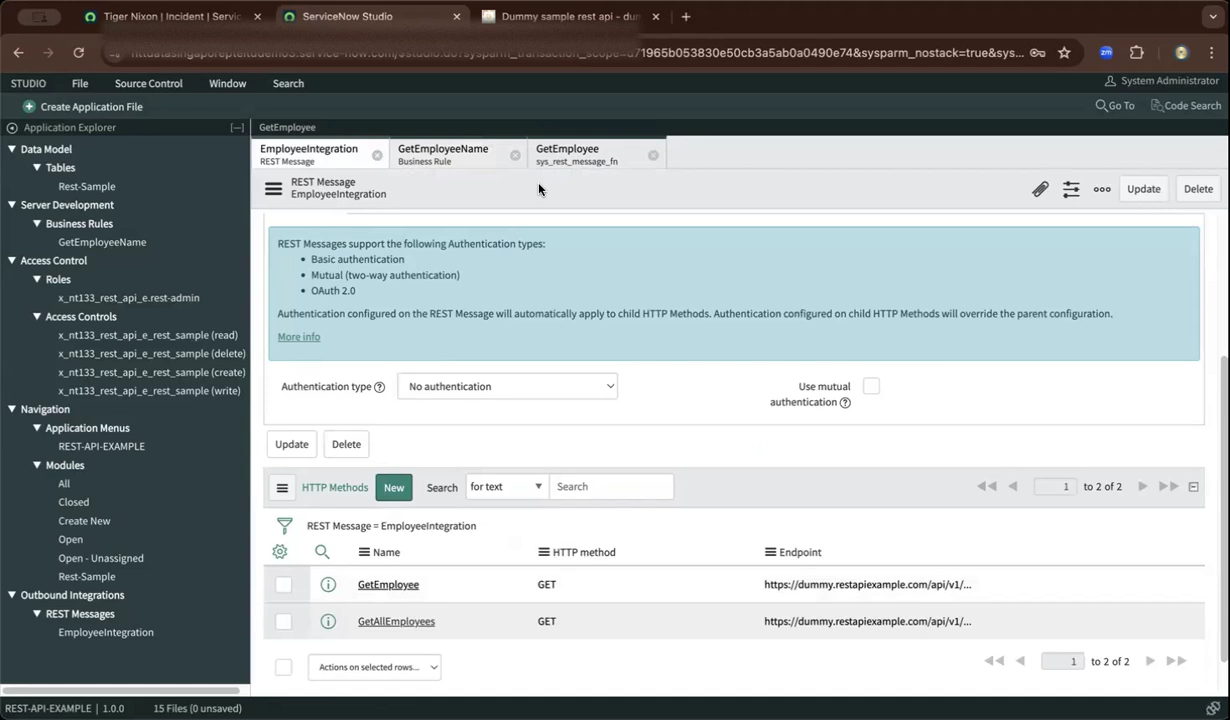 Tiger Nixon | Incident | Servic
ServiceNow Studio
Dummy sample rest api - dum
71965b053830e50cb3a5ab0a0490e74&sysparm_nostack=true&sys...
STUDIO File Source Control Window Search
System Administrator
Create Application File
Go To Code Search
Application Explorer [—]
Data Model
Tables
Rest-Sample
Server Development
Business Rules
GetEmployeeName
Access Control
Roles
x_nt133_rest_api_e.rest-admin
Access Controls
x_nt133_rest_api_e_rest_sample (read)
x_nt133_rest_api_e_rest_sample (delete)
x_nt133_rest_api_e_rest_sample (create)
x_nt133_rest_api_e_rest_sample (write)
Navigation
Application Menus
REST-API-EXAMPLE
Modules
All
Closed
Create New
Open
Open - Unassigned
Rest-Sample
Outbound Integrations
REST Messages
EmployeeIntegration
GetEmployee
EmployeeIntegration
REST Message
GetEmployeeName
Business Rule
GetEmployee
sys_rest_message_fn
REST Message
EmployeeIntegration
Update Delete
REST Messages support the following Authentication types:
• Basic authentication
• Mutual (two-way authentication)
• OAuth 2.0
Authentication configured on the REST Message will automatically apply to child HTTP Methods. Authentication configured on child HTTP Methods will override the parent configuration.
More info
Authentication type No authentication
Use mutual
authentication
Update Delete
HTTP Methods New Search for text Search 1 to 2 of 2
REST Message = EmployeeIntegration
Name HTTP method Endpoint
GetEmployee GET https://dummy.restapiexample.com/api/v1/...
GetAllEmployees GET https://dummy.restapiexample.com/api/v1/...
Actions on selected rows... 1 to 2 of 2
REST-API-EXAMPLE | 1.0.0 15 Files (0 unsaved)